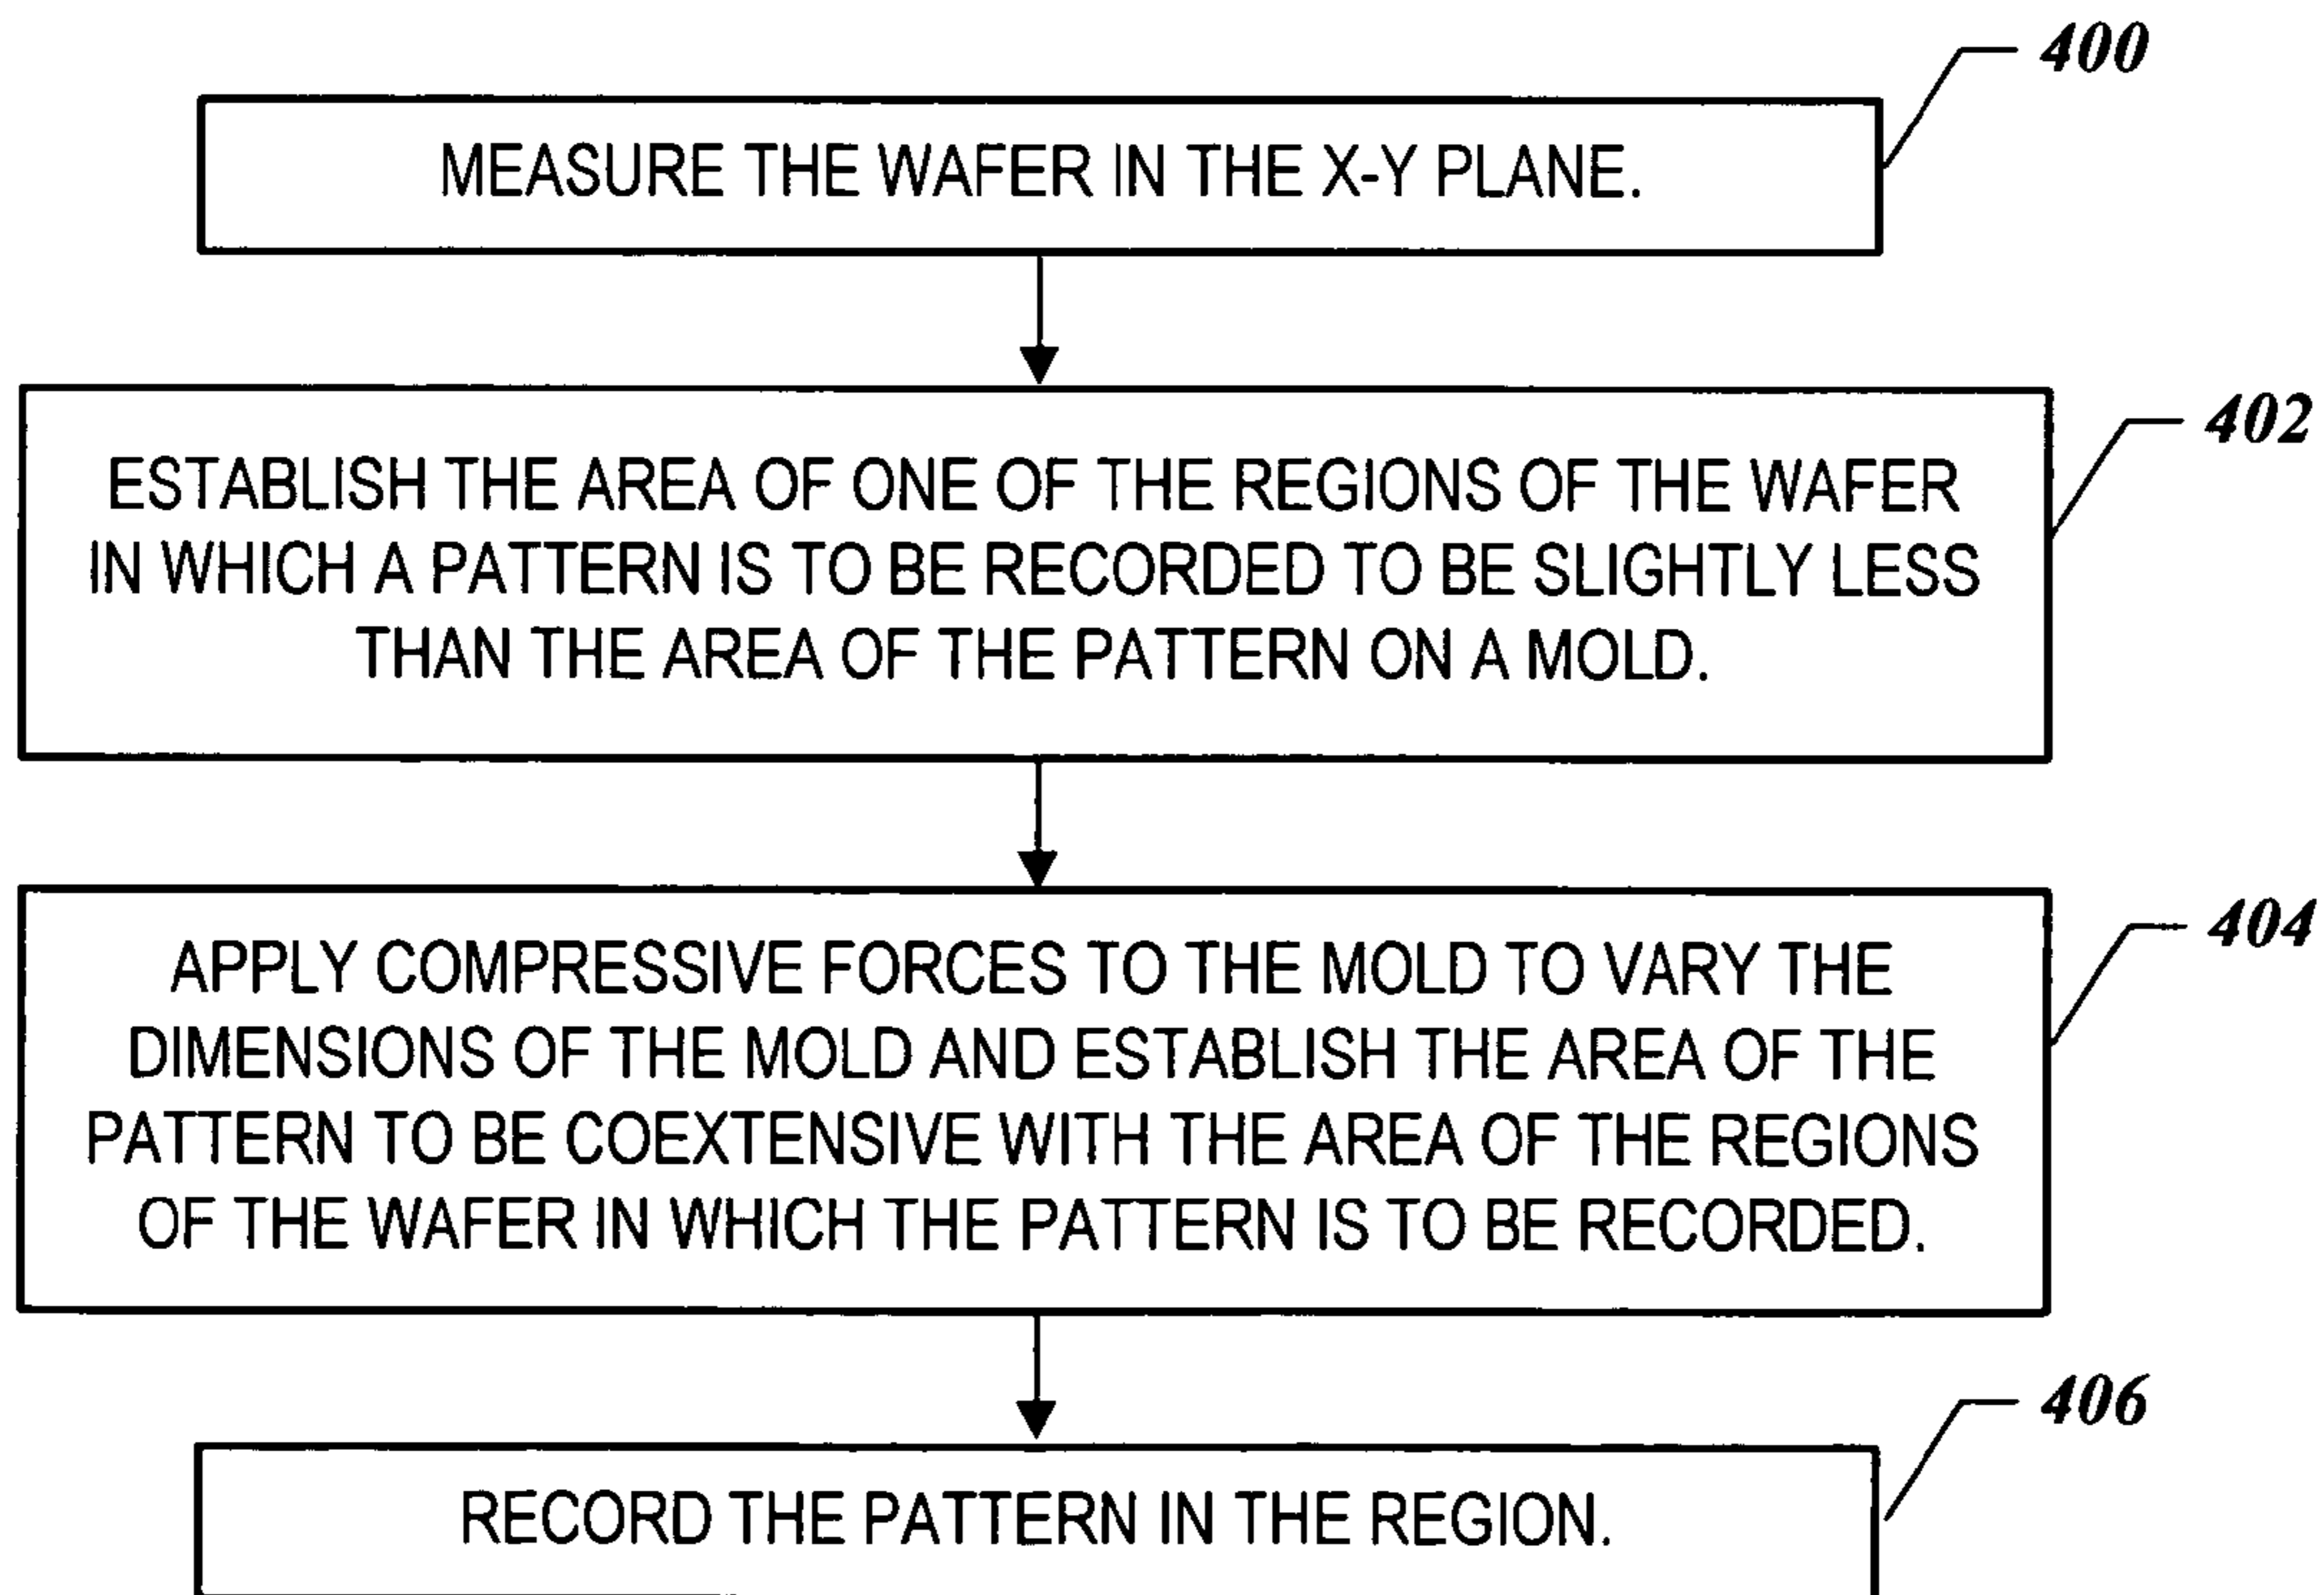 400
MEASURE THE WAFER IN THE X-Y PLANE.
402
ESTABLISH THE AREA OF ONE OF THE REGIONS OF THE WAFER
IN WHICH A PATTERN IS TO BE RECORDED TO BE SLIGHTLY LESS
THAN THE AREA OF THE PATTERN ON A MOLD.
404
APPLY COMPRESSIVE FORCES TO THE MOLD TO VARY THE
DIMENSIONS OF THE MOLD AND ESTABLISH THE AREA OF THE
PATTERN TO BE COEXTENSIVE WITH THE AREA OF THE REGIONS
OF THE WAFER IN WHICH THE PATTERN IS TO BE RECORDED.
406
RECORD THE PATTERN IN THE REGION.